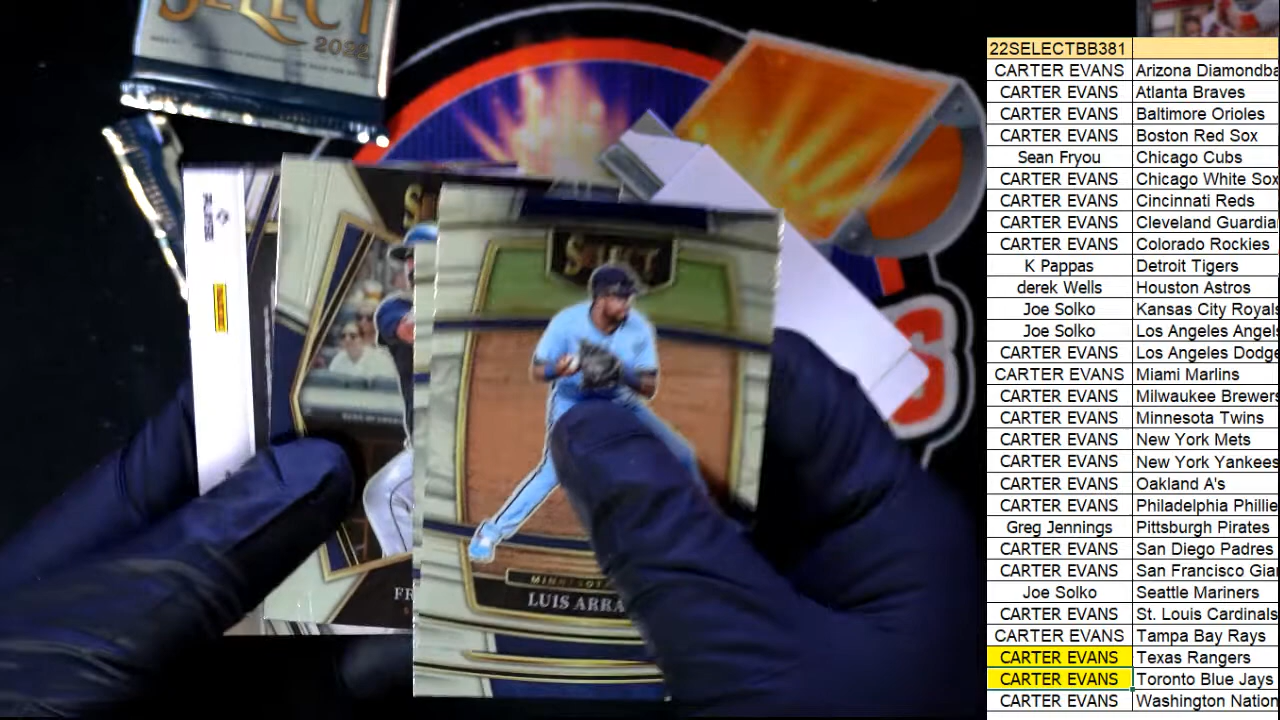 SELECT
2022
SELECT
LUIS ARRA
FR
22SELECTBB381
CARTER EVANS Arizona Diamondba
CARTER EVANS Atlanta Braves
CARTER EVANS Baltimore Orioles
CARTER EVANS Boston Red Sox
Sean Fryou Chicago Cubs
CARTER EVANS Chicago White Sox
CARTER EVANS Cincinnati Reds
CARTER EVANS Cleveland Guardia
CARTER EVANS Colorado Rockies
K Pappas Detroit Tigers
derek Wells Houston Astros
Joe Solko Kansas City Royals
Joe Solko Los Angeles Angels
CARTER EVANS Los Angeles Dodge
CARTER EVANS Miami Marlins
CARTER EVANS Milwaukee Brewers
CARTER EVANS Minnesota Twins
CARTER EVANS New York Mets
CARTER EVANS New York Yankees
CARTER EVANS Oakland A's
CARTER EVANS Philadelphia Phillie
Greg Jennings Pittsburgh Pirates
CARTER EVANS San Diego Padres
CARTER EVANS San Francisco Gian
Joe Solko Seattle Mariners
CARTER EVANS St. Louis Cardinals
CARTER EVANS Tampa Bay Rays
CARTER EVANS Texas Rangers
CARTER EVANS Toronto Blue Jays
CARTER EVANS Washington Nation